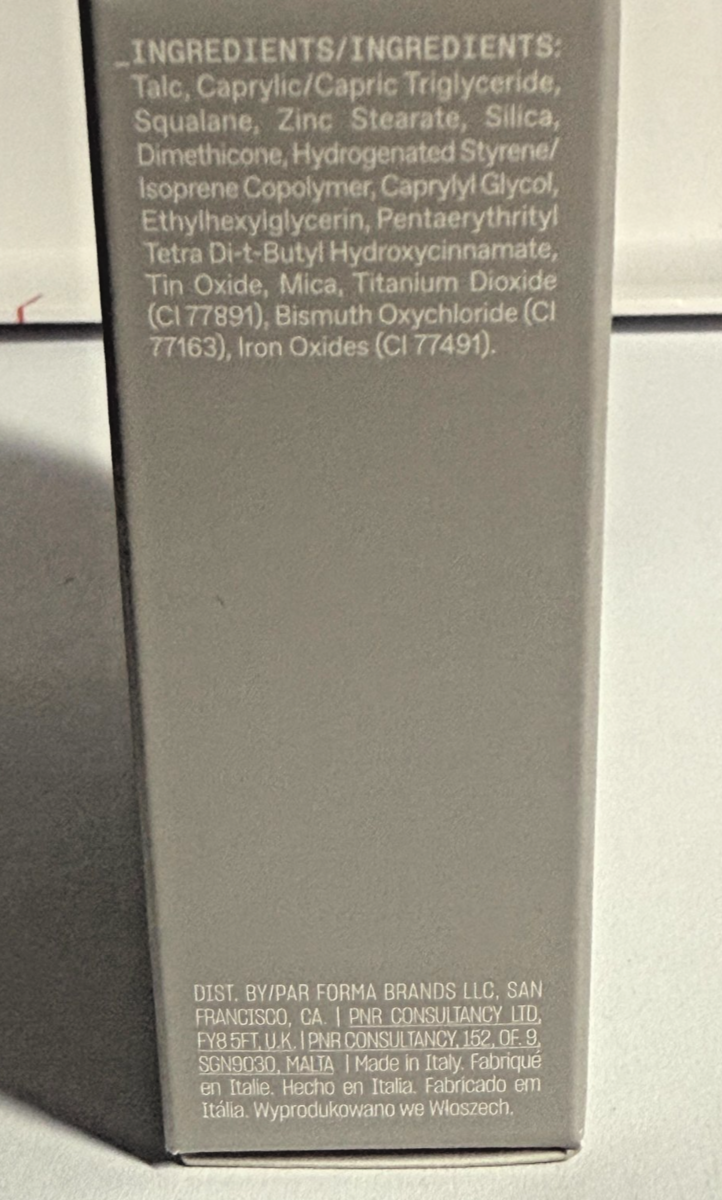 _INGREDIENTS/INGREDIENTS:
Talc, Caprylic/Capric Triglyceride,
Squalane, Zinc Stearate, Silica,
Dimethicone, Hydrogenated Styrene/
Isoprene Copolymer, Caprylyl Glycol,
Ethylhexylglycerin, Pentaerythrityl
Tetra Di-t-Butyl Hydroxycinnamate,
Tin Oxide, Mica, Titanium Dioxide
(CI 77891), Bismuth Oxychloride (CI
77163), Iron Oxides (CI 77491).
DIST. BY/PAR FORMA BRANDS LLC, SAN
FRANCISCO, CA. | PNR CONSULTANCY LTD,
FY8 5FT, U.K. | PNR CONSULTANCY, 152, OF. 9,
SGN9030, MALTA | Made in Italy. Fabriqué
en Italie. Hecho en Italia. Fabricado em
Itália. Wyprodukowano we Włoszech.